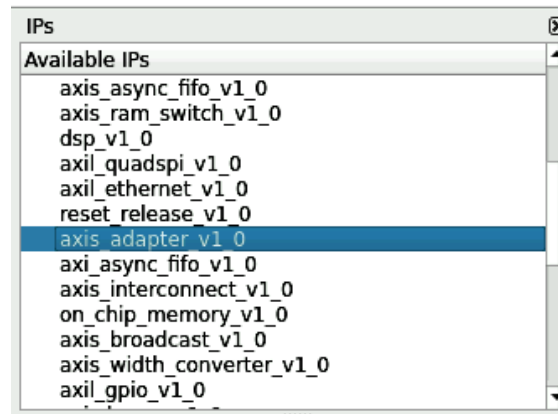 IPs
Available IPs
axis_async_fifo_v1_0
axis_ram_switch_v1_0
dsp_v1_0
axil_quadspi_v1_0
axil_ethernet_v1_0
reset_release_v1_0
axis_adapter_v1_0
axi_async_fifo_v1_0
axis_interconnect_v1_0
on_chip_memory_v1_0
axis_broadcast_v1_0
axis_width_converter_v1_0
axil_gpio_v1_0